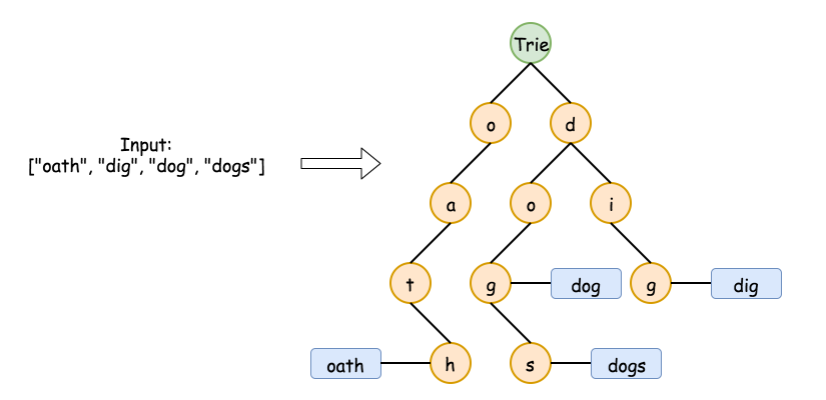 Trie
o
d
Input:
["oath", "dig", "dog", "dogs"]
a
o
i
t
g
dog
g
dig
oath
h
s
dogs